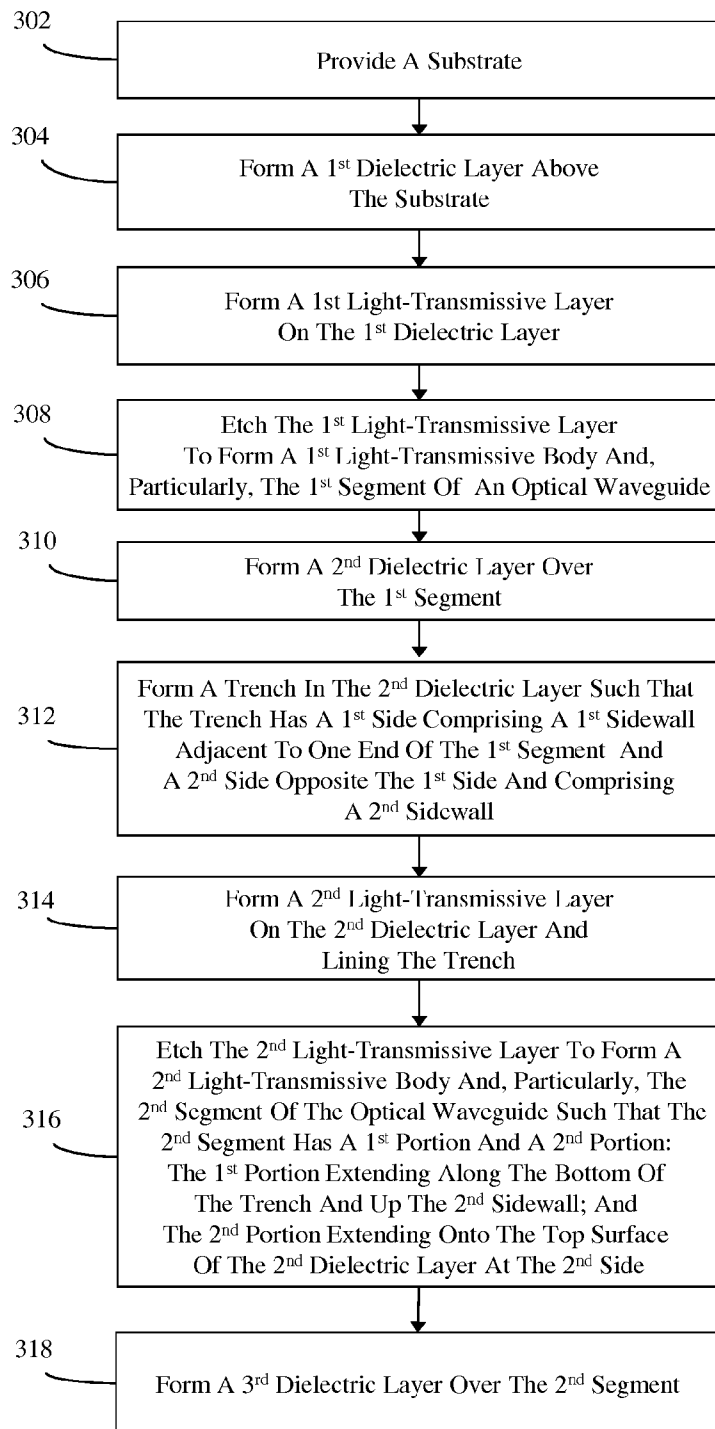 302
Provide A Substrate
304
Form A 1st Dielectric Layer Above
The Substrate
306
Form A 1st Light-Transmissive Layer
On The 1st Dielectric Layer
308
Etch The 1st Light-Transmissive Layer
To Form A 1st Light-Transmissive Body And,
Particularly, The 1st Segment Of An Optical Waveguide
310
Form A 2nd Dielectric Layer Over
The 1st Segment
312
Form A Trench In The 2nd Dielectric Layer Such That
The Trench Has A 1st Side Comprising A 1st Sidewall
Adjacent To One End Of The 1st Segment And
A 2nd Side Opposite The 1st Side And Comprising
A 2nd Sidewall
314
Form A 2nd Light-Transmissive Layer
On The 2nd Dielectric Layer And
Lining The Trench
316
Etch The 2nd Light-Transmissive Layer To Form A
2nd Light-Transmissive Body And, Particularly, The
2nd Segment Of The Optical Waveguide Such That The
2nd Segment Has A 1st Portion And A 2nd Portion:
The 1st Portion Extending Along The Bottom Of
The Trench And Up The 2nd Sidewall; And
The 2nd Portion Extending Onto The Top Surface
Of The 2nd Dielectric Layer At The 2nd Side
318
Form A 3rd Dielectric Layer Over The 2nd Segment